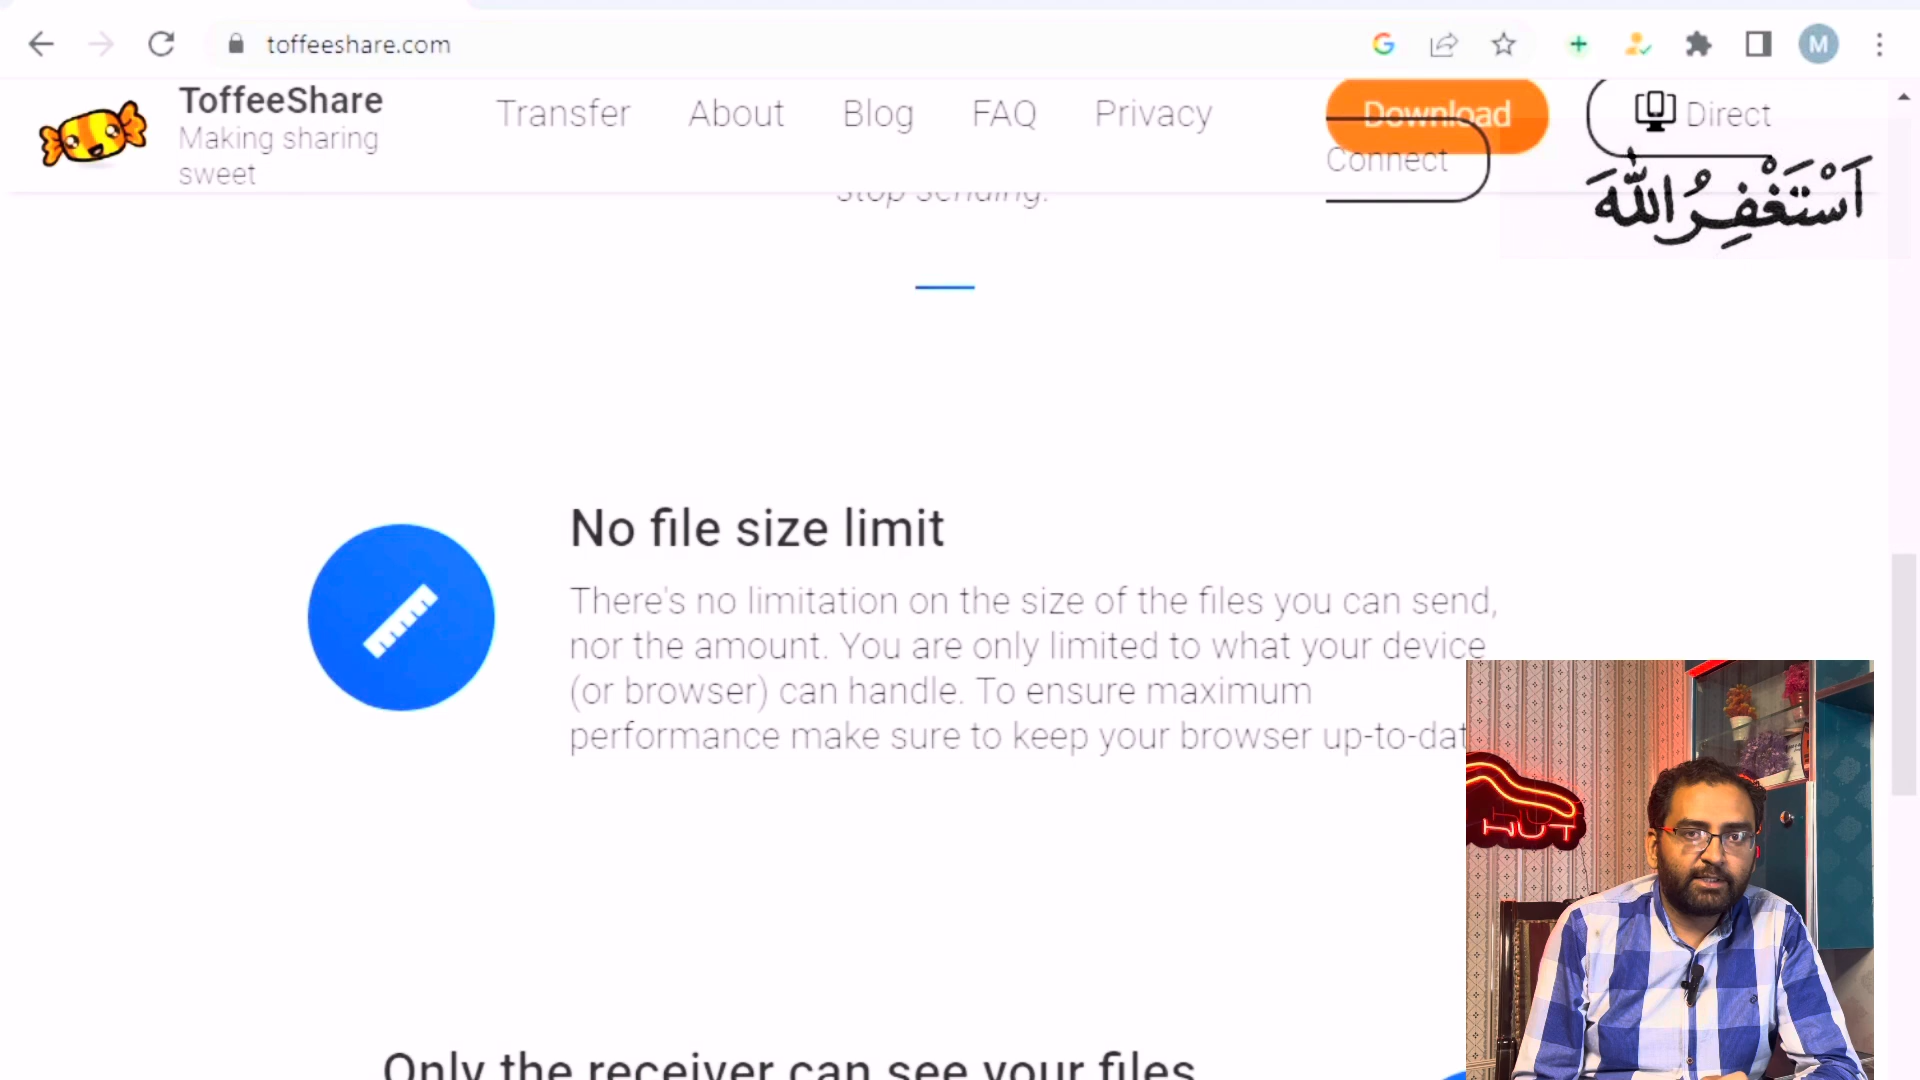 toffeeshare.com
M
ToffeeShare
Making sharing
sweet
Transfer
About
Blog
FAQ
Privacy
Download
Direct
Connect
اَسْتَغْفِرُ اللّٰهَ
Stop Sending.
No file size limit
There's no limitation on the size of the files you can send,
nor the amount. You are only limited to what your device
(or browser) can handle. To ensure maximum
performance make sure to keep your browser up-to-dat
HUT
Only the receiver can see your files